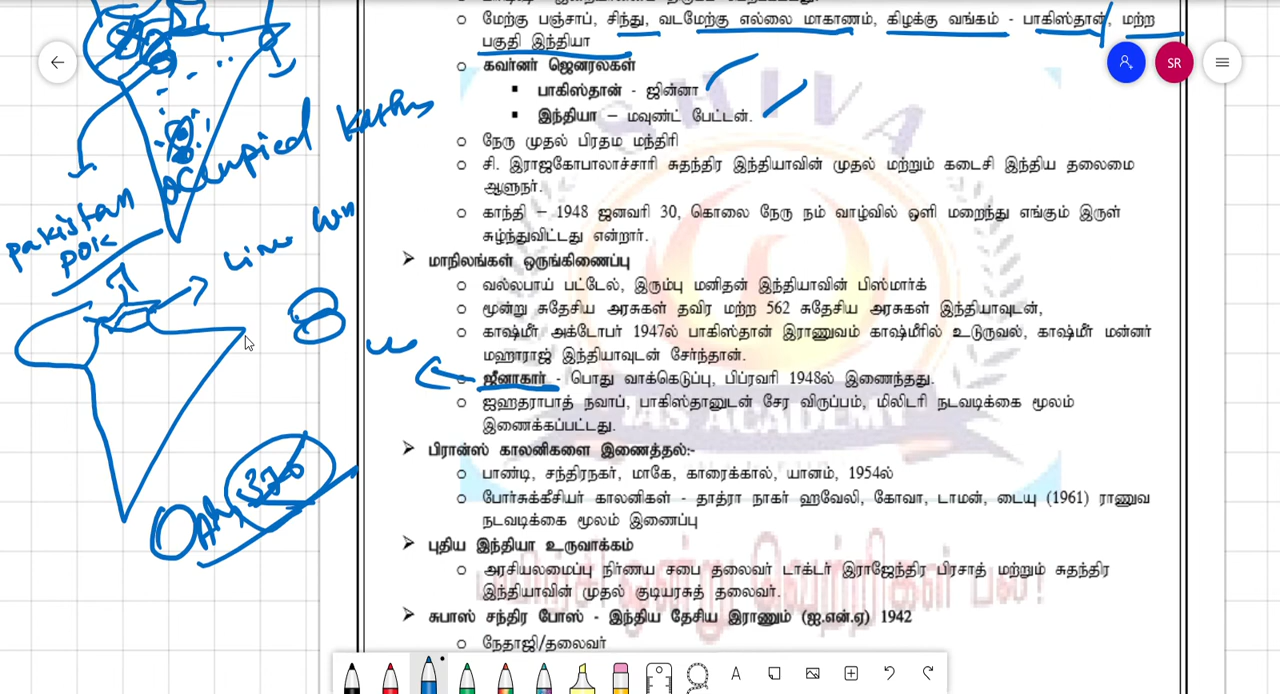 மேற்கு பஞ்சாப், சிந்து, வடமேற்கு எல்லை மாகாணம், கிழக்கு வங்கம் - பாகிஸ்தான், மற்ற
பகுதி இந்தியா
கவர்னர் ஜெனரல்கள்
பாகிஸ்தான் - ஜின்னா
இந்தியா – மவுண்ட் பேட்டன்.
நேரு முதல் பிரதம மந்திரி
சி. இராஜகோபாலாச்சாரி சுதந்திர இந்தியாவின் முதல் மற்றும் கடைசி இந்திய தலைமை
ஆளுநர்.
காந்தி – 1948 ஜனவரி 30, கொலை நேரு நம் வாழ்வில் ஒளி மறைந்து எங்கும் இருள்
சுழ்ந்துவிட்டது என்றார்.
மாநிலங்கள் ஒருங்கிணைப்பு
வல்லபாய் பட்டேல், இரும்பு மனிதன் இந்தியாவின் பிஸ்மார்க்
மூன்று சுதேசிய அரசுகள் தவிர மற்ற 562 சுதேசிய அரசுகள் இந்தியாவுடன்,
காஷ்மீர் அக்டோபர் 1947ல் பாகிஸ்தான் இராணுவம் காஷ்மீரில் உடுருவல், காஷ்மீர் மன்னர்
மஹாராஜ் இந்தியாவுடன் சேர்ந்தான்.
ஜீனாகார் - பொது வாக்கெடுப்பு, பிப்ரவரி 1948ல் இணைந்தது.
ஐஹதராபாத் நவாப், பாகிஸ்தானுடன் சேர விருப்பம், மிலிடரி நடவடிக்கை மூலம்
இணைக்கப்பட்டது.
பிரான்ஸ் காலனிகளை இணைத்தல்:-
பாண்டி, சந்திரநகர், மாகே, காரைக்கால், யானம், 1954ல்
போர்சுக்கீசியர் காலனிகள் - தாத்ரா நாகர் ஹவேலி, கோவா, டாமன், டையு (1961) ராணுவ
நடவடிக்கை மூலம் இணைப்பு
புதிய இந்தியா உருவாக்கம்
அரசியலமைப்பு நிர்ணய சபை தலைவர் டாக்டர் இராஜேந்திர பிரசாத் மற்றும் சுதந்திர
இந்தியாவின் முதல் குடியரசுத் தலைவர்.
சுபாஸ் சந்திர போஸ் - இந்திய தேசிய இராணும் (ஐ.என்.ஏ) 1942
நேதாஜி/தலைவர்
occupied
pakistan
POK
Line
370
SR
A
IAS ACADEMY